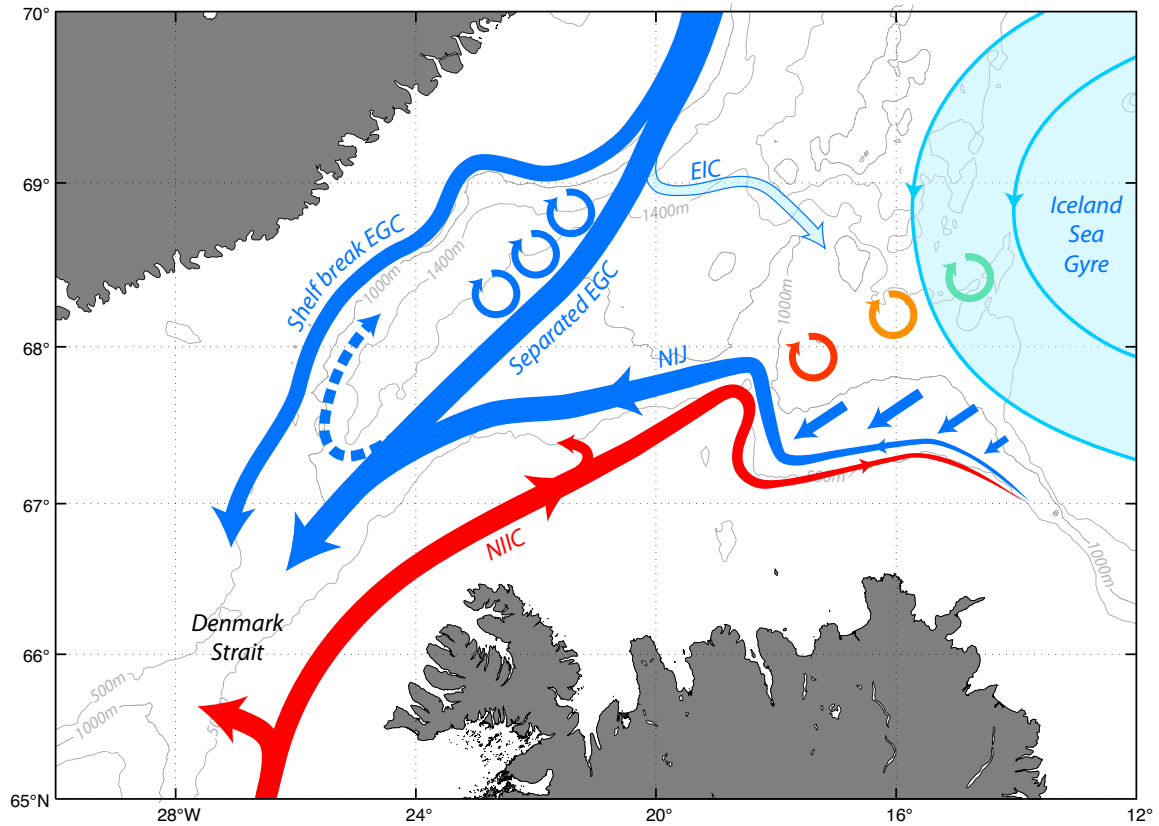 70°
69°
68°
67°
66°
65°N
28°W
24°
20°
16°
12°
EIC
1400m
Shelf break EGC
1000m
1400m
Separated EGC
Iceland
Sea
Gyre
1000m
NIJ
500m
NIIC
1000m
Denmark
Strait
500m
1000m